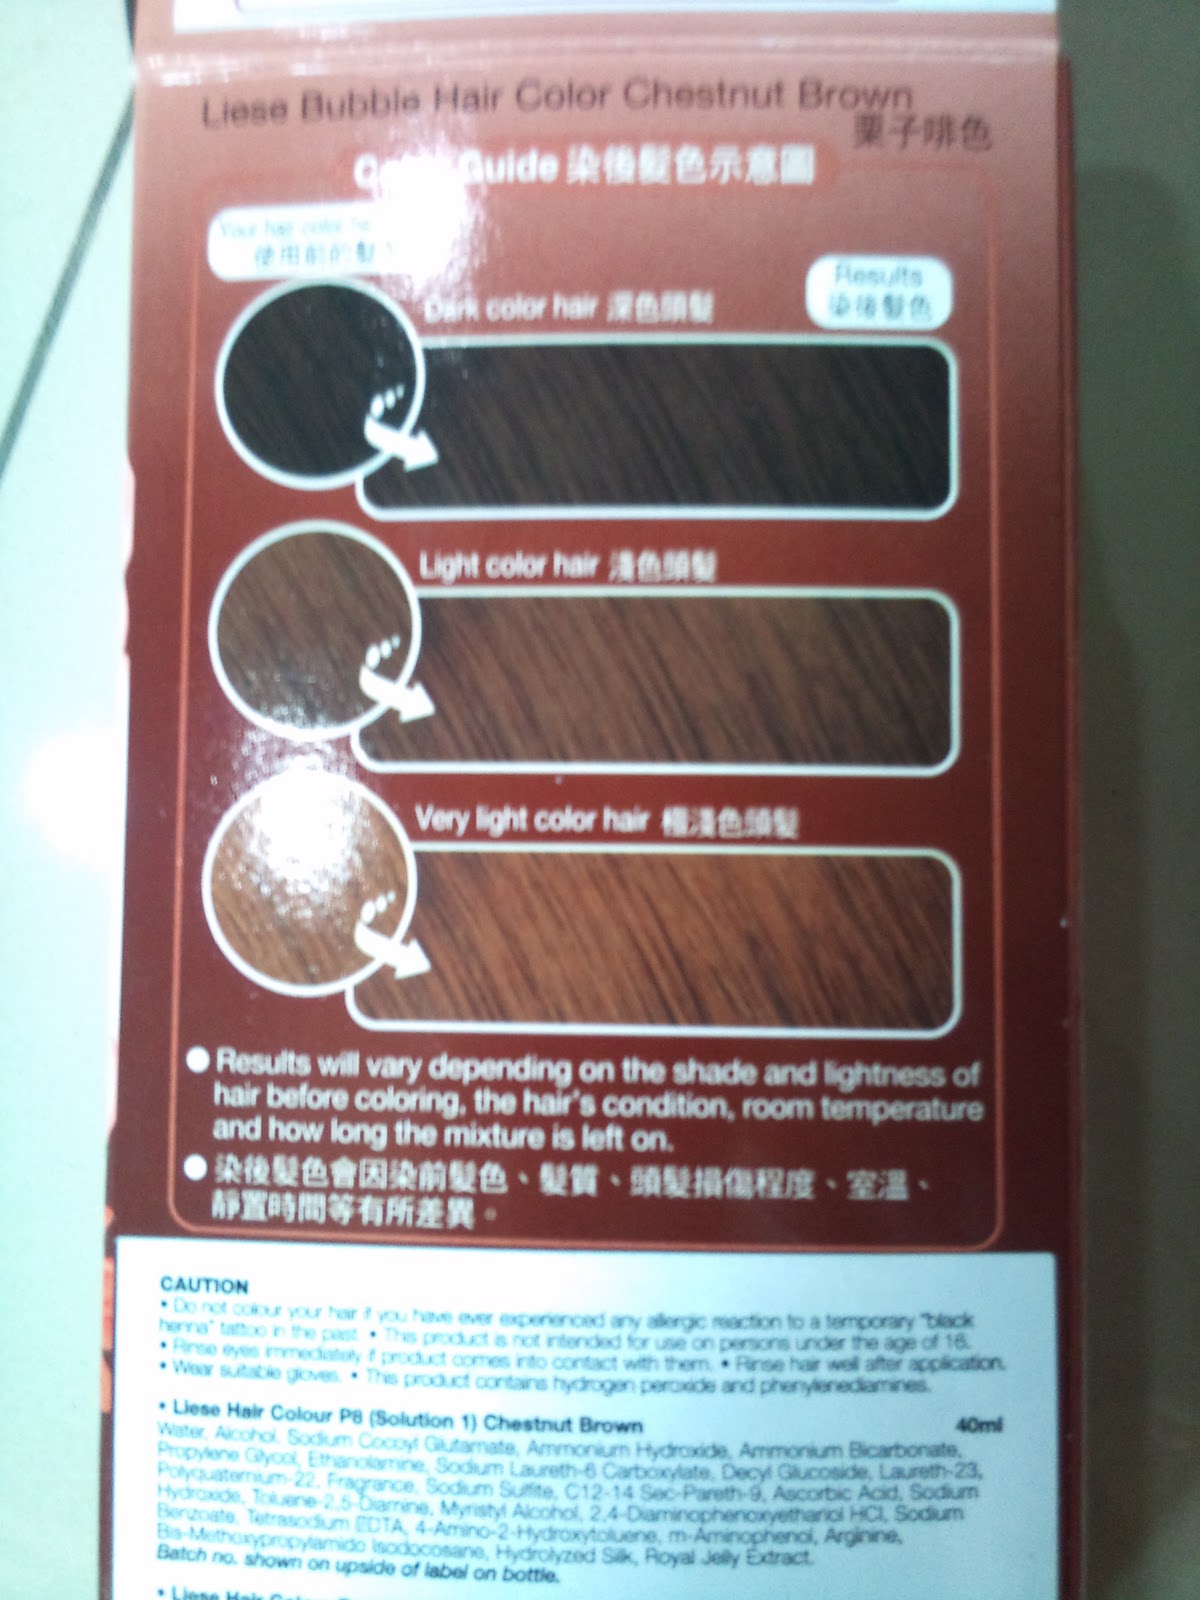 Liese Bubble Hair Color Chestnut Brown
栗子啡色
Guide 染後髮色示意圖
Your hair color
使用前的髮
Results
染後髮色
Dark color hair 深色頭髮
Light color hair 淺色頭髮
Very light color hair 極淺色頭髮
Results will vary depending on the shade and lightness of
hair before coloring, the hair's condition, room temperature
and how long the mixture is left on.
染後髮色會因染前髮色、髮質、頭髮損傷程度、室溫、
靜置時間等有所差異。
CAUTION
• Do not colour your hair if you have ever experienced any allergic reaction to a temporary "black
henna" tattoo in the past. • This product is not intended for use on persons under the age of 16.
• Rinse eyes immediately if product comes into contact with them. • Rinse hair well after application.
• Wear suitable gloves. • This product contains hydrogen peroxide and phenylenediamines.
• Liese Hair Colour P8 (Solution 1) Chestnut Brown 40ml
Water, Alcohol, Sodium Cocoyl Glutamate, Ammonium Hydroxide, Ammonium Bicarbonate,
Propylene Glycol, Ethanolamine, Sodium Laureth-6 Carboxylate, Decyl Glucoside, Laureth-23,
Polyquaternium-22, Fragrance, Sodium Sulfite, C12-14 Sec-Pareth-9, Ascorbic Acid, Sodium
Hydroxide, Toluene-2,5-Diamine, Myristyl Alcohol, 2,4-Diaminophenoxyethanol HCl, Sodium
Benzoate, Tetrasodium EDTA, 4-Amino-2-Hydroxytoluene, m-Aminophenol, Arginine,
Bis-Methoxypropylamido Isodocosane, Hydrolyzed Silk, Royal Jelly Extract.
Batch no. shown on upside of label on bottle.
• Liese Hair Colour